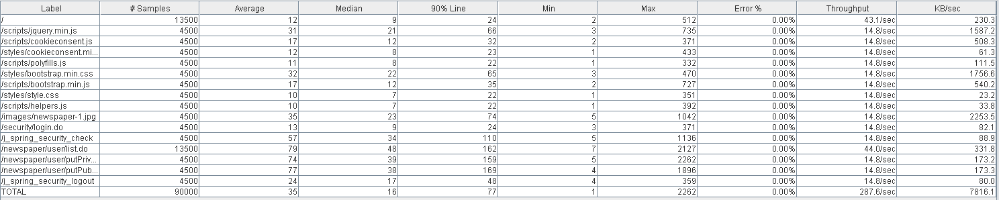 Label # Samples Average Median 90% Line Min Max Error % Throughput KB/sec
/ 13500 12 9 24 2 512 0.00% 43.1/sec 230.3
/scripts/jquery.min.js 4500 31 21 66 3 735 0.00% 14.8/sec 1587.2
/scripts/cookieconsent.js 4500 17 12 32 2 371 0.00% 14.8/sec 508.3
/styles/cookieconsent.mi... 4500 12 8 23 1 433 0.00% 14.8/sec 61.3
/scripts/polyfills.js 4500 11 8 22 1 332 0.00% 14.8/sec 111.5
/styles/bootstrap.min.css 4500 32 22 65 3 470 0.00% 14.8/sec 1756.6
/scripts/bootstrap.min.js 4500 17 12 35 2 727 0.00% 14.8/sec 540.2
/styles/style.css 4500 10 7 22 1 351 0.00% 14.8/sec 23.2
/scripts/helpers.js 4500 10 7 22 1 392 0.00% 14.8/sec 33.8
/images/newspaper-1.jpg 4500 35 23 74 5 1042 0.00% 14.8/sec 2253.5
/security/login.do 4500 13 9 24 3 371 0.00% 14.8/sec 82.1
/j_spring_security_check 4500 57 34 110 5 1136 0.00% 14.8/sec 88.9
/newspaper/user/list.do 13500 79 48 162 7 2127 0.00% 44.0/sec 331.8
/newspaper/user/putPriv... 4500 74 39 159 5 2262 0.00% 14.8/sec 173.2
/newspaper/user/putPub... 4500 77 38 169 4 1896 0.00% 14.8/sec 173.3
/j_spring_security_logout 4500 24 17 48 4 359 0.00% 14.8/sec 80.0
TOTAL 90000 35 16 77 1 2262 0.00% 287.6/sec 7816.1